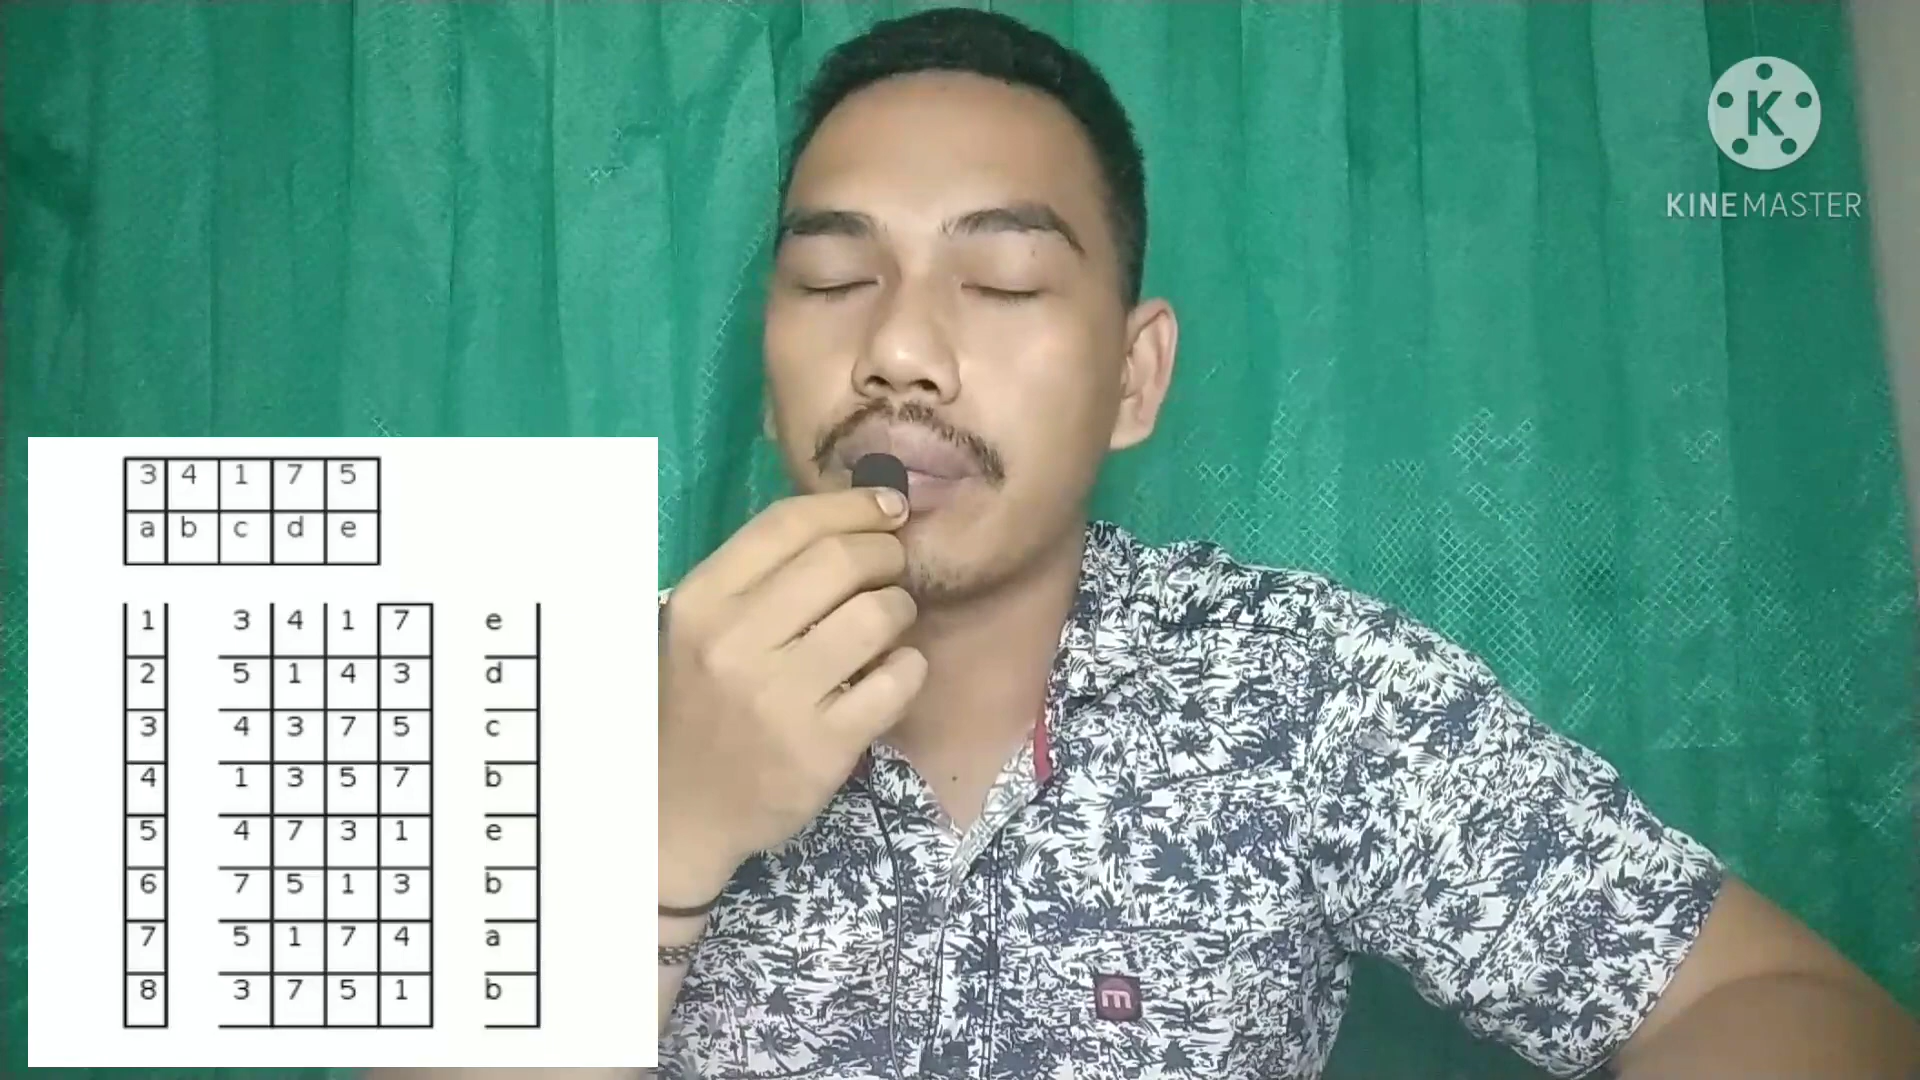 K
KINEMASTER
3 4 1 7 5
a b c d e
1 3 4 1 7 e
2 5 1 4 3 d
3 4 3 7 5 c
4 1 3 5 7 b
5 4 7 3 1 e
6 7 5 1 3 b
7 5 1 7 4 a
8 3 7 5 1 b
m